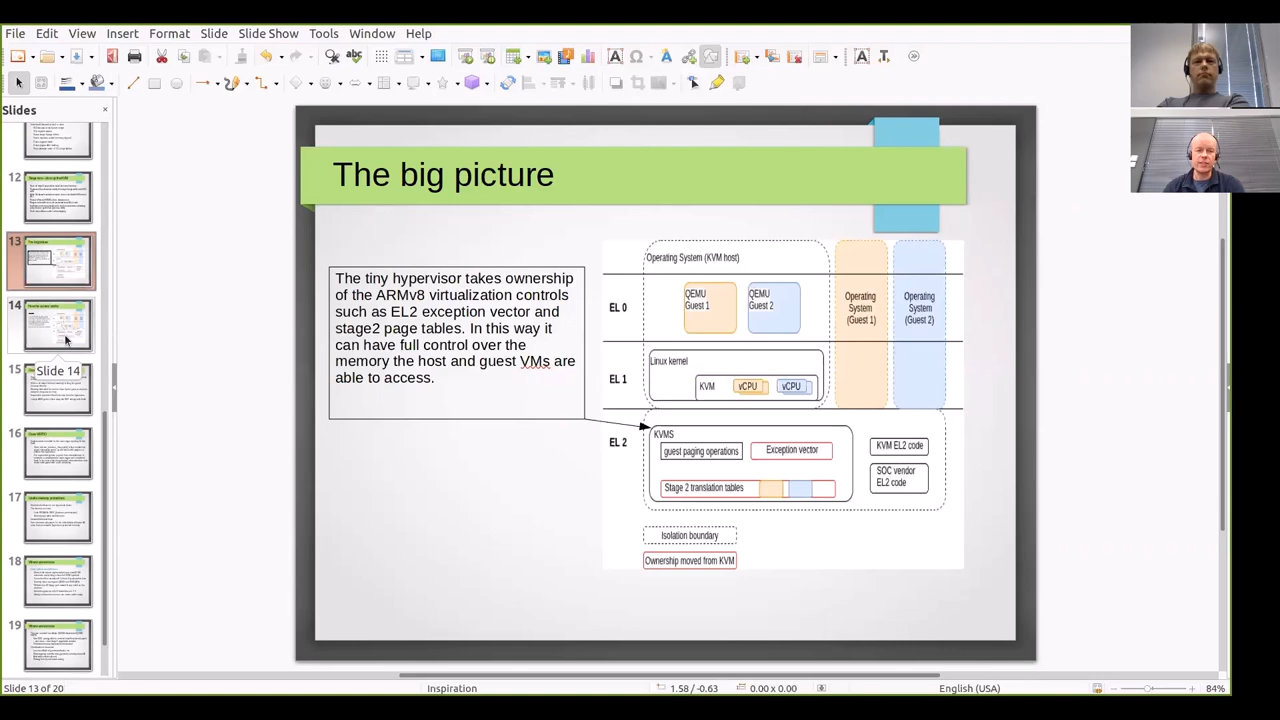 File Edit View Insert Format Slide Slide Show Tools Window Help
Slides
The big picture
The tiny hypervisor takes ownership
of the ARMv8 virtualization controls
such as EL2 exception vector and
stage2 page tables. In this way it
can have full control over the
memory the host and guest VMs are
able to access.
Operating System (KVM host)
EL 0
QEMU
Guest 1
QEMU
Guest 2
Operating
System
(Guest 1)
Operating
System
(Guest 2)
EL 1
Linux kernel
KVM
vCPU
vCPU
EL 2
KVMS
guest paging operations
Exception vector
Stage 2 translation tables
KVM EL2 code
SOC vendor
EL2 code
Isolation boundary
Ownership moved from KVM
12
13
The big picture
14
Slide 14
15
16
17
18
19
Slide 13 of 20
Inspiration
1.58 / -0.63
0.00 x 0.00
English (USA)
84%